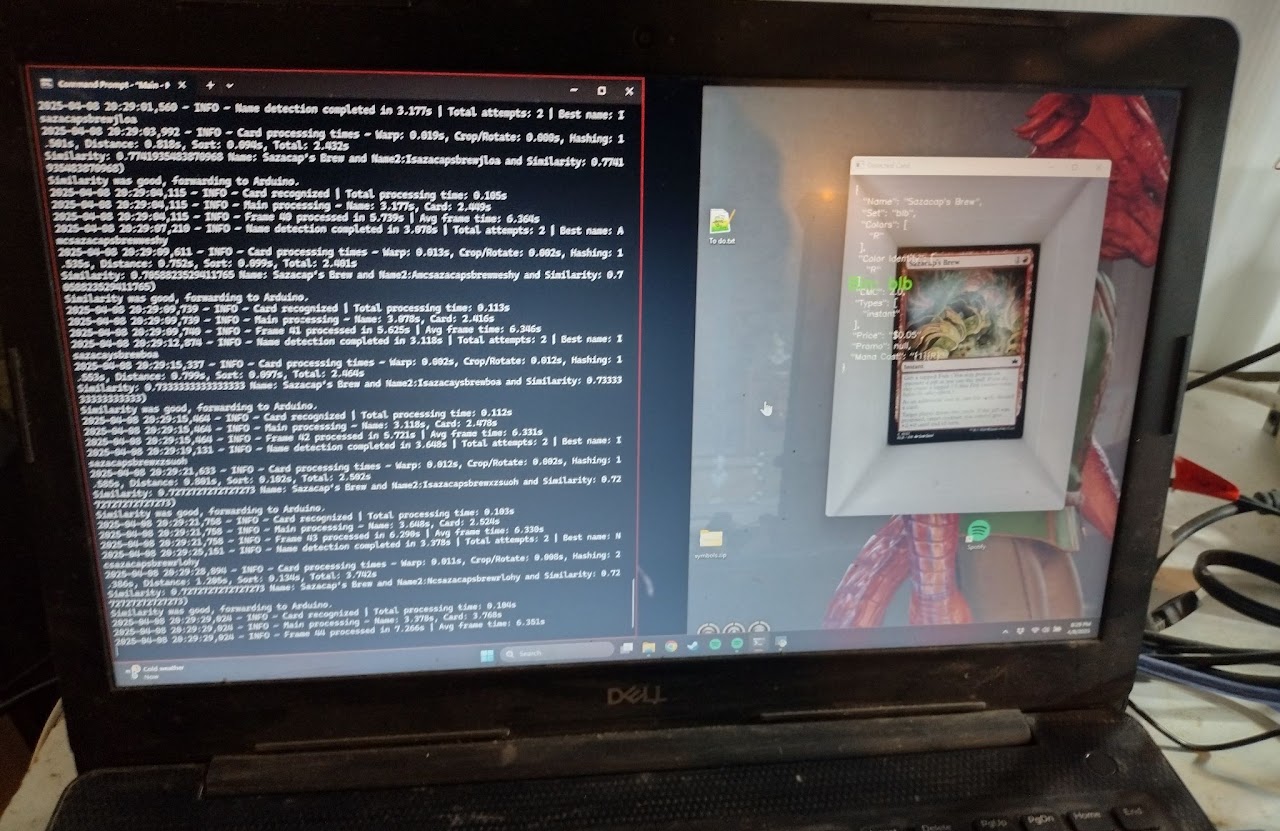 Command Prompt - "Main - P
2025-04-08 20:29:01,560 - INFO - Name detection completed in 3.177s | Total attempts: 2 | Best name: I
sazacapsbrewjloa
2025-04-08 20:29:03,992 - INFO - Card processing times - Warp: 0.019s, Crop/Rotate: 0.000s, Hashing: 1
.501s, Distance: 0.818s, Sort: 0.094s, Total: 2.432s
Similarity: 0.7741935483870968 Name: Sazacap's Brew and Name2:Isazacapsbrewjloa and Similarity: 0.7741
935483870968)
Similarity was good, forwarding to Arduino.
2025-04-08 20:29:04,115 - INFO - Card recognized | Total processing time: 0.105s
2025-04-08 20:29:04,115 - INFO - Main processing - Name: 3.177s, Card: 2.449s
2025-04-08 20:29:04,115 - INFO - Frame 40 processed in 5.739s | Avg frame time: 6.364s
2025-04-08 20:29:07,210 - INFO - Name detection completed in 3.078s | Total attempts: 2 | Best name: A
mcsazacapsbrewweshy
2025-04-08 20:29:09,611 - INFO - Card processing times - Warp: 0.013s, Crop/Rotate: 0.002s, Hashing: 1
.535s, Distance: 0.752s, Sort: 0.099s, Total: 2.401s
Similarity: 0.7058823529411765 Name: Sazacap's Brew and Name2:Amcsazacapsbrewweshy and Similarity: 0.7
058823529411765)
Similarity was good, forwarding to Arduino.
2025-04-08 20:29:09,739 - INFO - Card recognized | Total processing time: 0.113s
2025-04-08 20:29:09,739 - INFO - Main processing - Name: 3.078s, Card: 2.416s
2025-04-08 20:29:09,740 - INFO - Frame 41 processed in 5.625s | Avg frame time: 6.346s
2025-04-08 20:29:12,874 - INFO - Name detection completed in 3.118s | Total attempts: 2 | Best name: I
sazacaysbrewboa
2025-04-08 20:29:15,337 - INFO - Card processing times - Warp: 0.002s, Crop/Rotate: 0.012s, Hashing: 1
.553s, Distance: 0.799s, Sort: 0.097s, Total: 2.464s
Similarity: 0.7333333333333333 Name: Sazacap's Brew and Name2:Isazacaysbrewboa and Similarity: 0.73333
33333333333)
Similarity was good, forwarding to Arduino.
2025-04-08 20:29:15,464 - INFO - Card recognized | Total processing time: 0.112s
2025-04-08 20:29:15,464 - INFO - Main processing - Name: 3.118s, Card: 2.478s
2025-04-08 20:29:15,464 - INFO - Frame 42 processed in 5.721s | Avg frame time: 6.331s
2025-04-08 20:29:19,131 - INFO - Name detection completed in 3.648s | Total attempts: 2 | Best name: I
sazacapsbrewxzsuoh
2025-04-08 20:29:21,633 - INFO - Card processing times - Warp: 0.012s, Crop/Rotate: 0.002s, Hashing: 1
.585s, Distance: 0.801s, Sort: 0.102s, Total: 2.502s
Similarity: 0.7272727272727273 Name: Sazacap's Brew and Name2:Isazacapsbrewxzsuoh and Similarity: 0.72
72727272727273)
Similarity was good, forwarding to Arduino.
2025-04-08 20:29:21,758 - INFO - Card recognized | Total processing time: 0.103s
2025-04-08 20:29:21,758 - INFO - Main processing - Name: 3.648s, Card: 2.524s
2025-04-08 20:29:21,758 - INFO - Frame 43 processed in 6.290s | Avg frame time: 6.330s
2025-04-08 20:29:25,151 - INFO - Name detection completed in 3.378s | Total attempts: 2 | Best name: N
csazacapsbrewrlohy
2025-04-08 20:29:28,894 - INFO - Card processing times - Warp: 0.011s, Crop/Rotate: 0.008s, Hashing: 2
.386s, Distance: 1.205s, Sort: 0.134s, Total: 3.742s
Similarity: 0.7272727272727273 Name: Sazacap's Brew and Name2:Ncsazacapsbrewrlohy and Similarity: 0.72
72727272727273)
Similarity was good, forwarding to Arduino.
2025-04-08 20:29:29,024 - INFO - Card recognized | Total processing time: 0.104s
2025-04-08 20:29:29,024 - INFO - Main processing - Name: 3.378s, Card: 3.768s
2025-04-08 20:29:29,024 - INFO - Frame 44 processed in 7.266s | Avg frame time: 6.351s
To do.txt
symbols.zip
Spotify
Detected Card
{
"Name": "Sazacap's Brew",
"Set": "blb",
"Colors": [
"R"
],
"Color Identity": [
"R"
blb
"CMC": 2.0,
"Types": [
"Instant"
],
"Price": "$0.05",
"Promo": null,
"Mana Cost": "{1}{R}"
}
Sazacap's Brew
Instant
Cold weather
Now
Search
8:29 PM
4/8/2025
DELL
Delete
PgUp
PgDn
Home
End